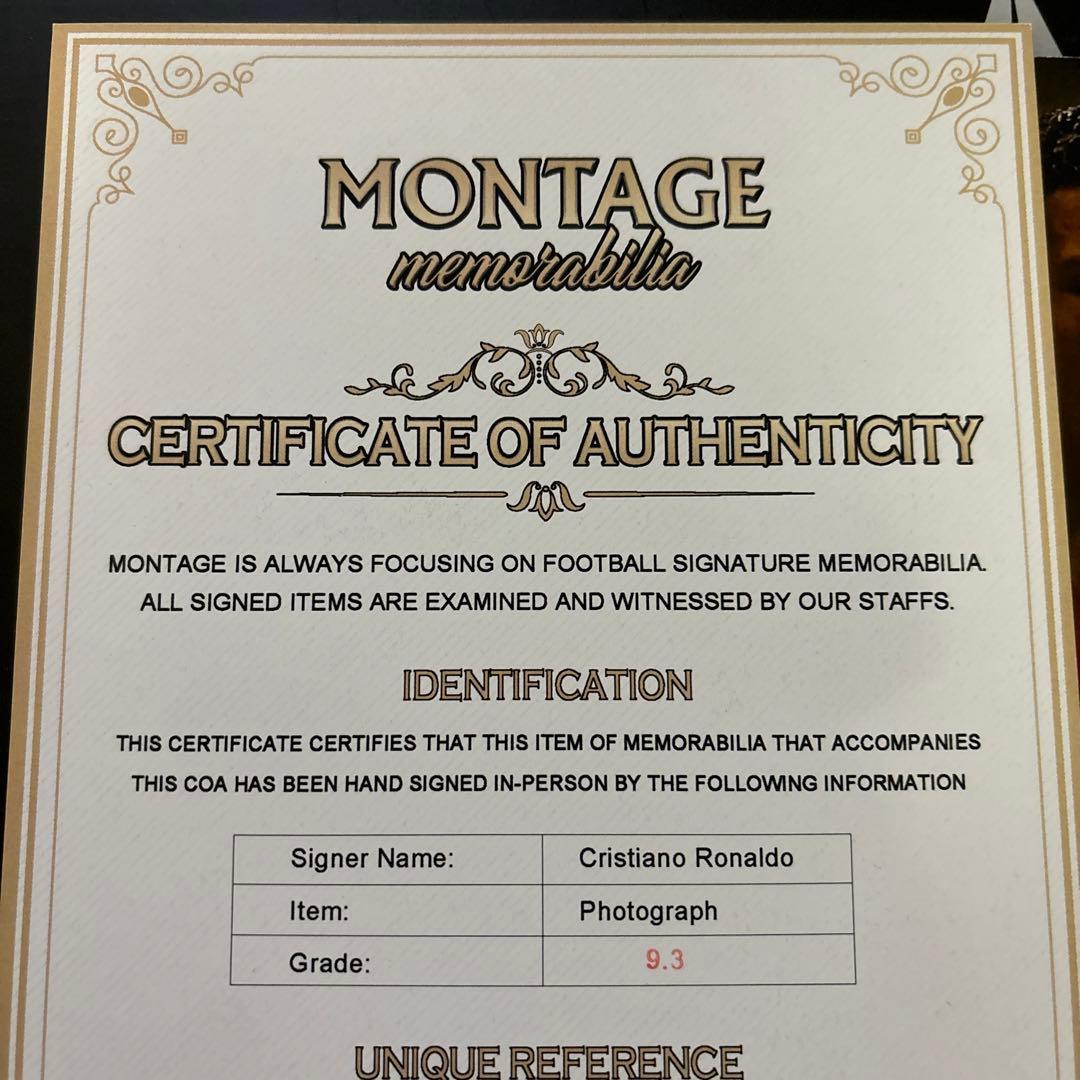 MONTAGE
memorabilia
CERTIFICATE OF AUTHENTICITY
MONTAGE IS ALWAYS FOCUSING ON FOOTBALL SIGNATURE MEMORABILIA.
ALL SIGNED ITEMS ARE EXAMINED AND WITNESSED BY OUR STAFFS.
IDENTIFICATION
THIS CERTIFICATE CERTIFIES THAT THIS ITEM OF MEMORABILIA THAT ACCOMPANIES
THIS COA HAS BEEN HAND SIGNED IN-PERSON BY THE FOLLOWING INFORMATION
Signer Name: Cristiano Ronaldo
Item: Photograph
Grade: 9.3
UNIQUE REFERENCE